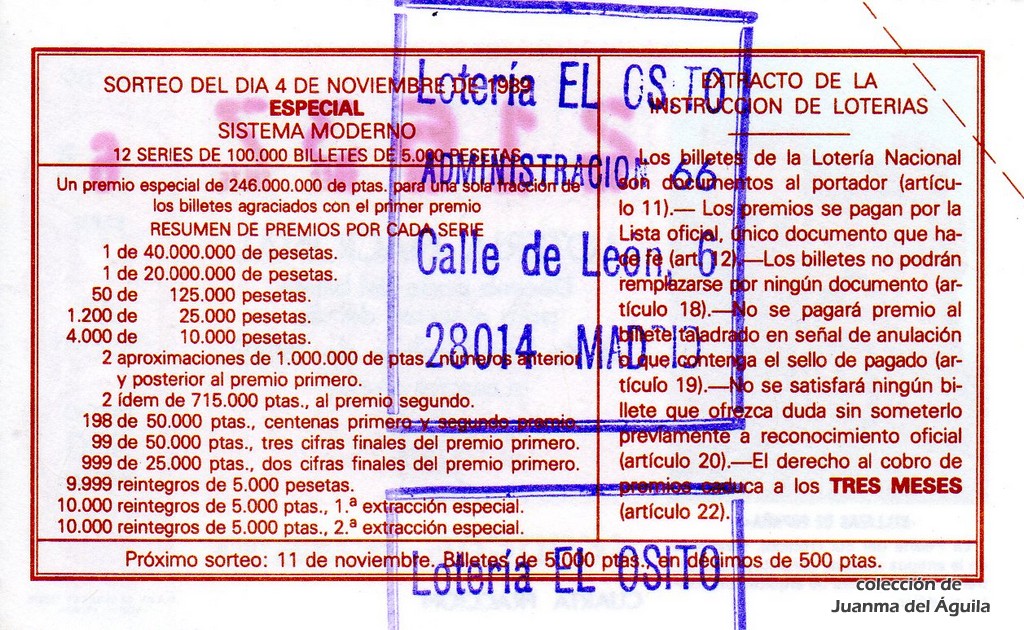 SORTEO DEL DIA 4 DE NOVIEMBRE DE 1989
ESPECIAL
SISTEMA MODERNO
12 SERIES DE 100.000 BILLETES DE 5.000 PESETAS
Un premio especial de 246.000.000 de ptas. para una sola fracción de
los billetes agraciados con el primer premio
RESUMEN DE PREMIOS POR CADA SERIE
1 de 40.000.000 de pesetas.
1 de 20.000.000 de pesetas.
50 de 125.000 pesetas.
1.200 de 25.000 pesetas.
4.000 de 10.000 pesetas.
2 aproximaciones de 1.000.000 de ptas., números anterior
y posterior al premio primero.
2 ídem de 715.000 ptas., al premio segundo.
198 de 50.000 ptas., centenas primero y segundo premio.
99 de 50.000 ptas., tres cifras finales del premio primero.
999 de 25.000 ptas., dos cifras finales del premio primero.
9.999 reintegros de 5.000 pesetas.
10.000 reintegros de 5.000 ptas., 1.ª extracción especial.
10.000 reintegros de 5.000 ptas., 2.ª extracción especial.
EXTRACTO DE LA
INSTRUCCION DE LOTERIAS
Los billetes de la Lotería Nacional
son documentos al portador (artícu-
lo 11).— Los premios se pagan por la
Lista oficial, único documento que ha-
ce fe (art. 12).—Los billetes no podrán
remplazarse por ningún documento (ar-
tículo 18).—No se pagará premio al
billete taladrado en señal de anulación
o que contenga el sello de pagado (ar-
tículo 19).—No se satisfará ningún bi-
llete que ofrezca duda sin someterlo
previamente a reconocimiento oficial
(artículo 20).—El derecho al cobro de
premios caduca a los TRES MESES
(artículo 22).
Próximo sorteo: 11 de noviembre. Billetes de 5.000 ptas., en décimos de 500 ptas.
Lotería EL OSITO
ADMINISTRACION 66
Calle de León, 6
28014 MADRID
Lotería EL OSITO
colección de
Juanma del Águila